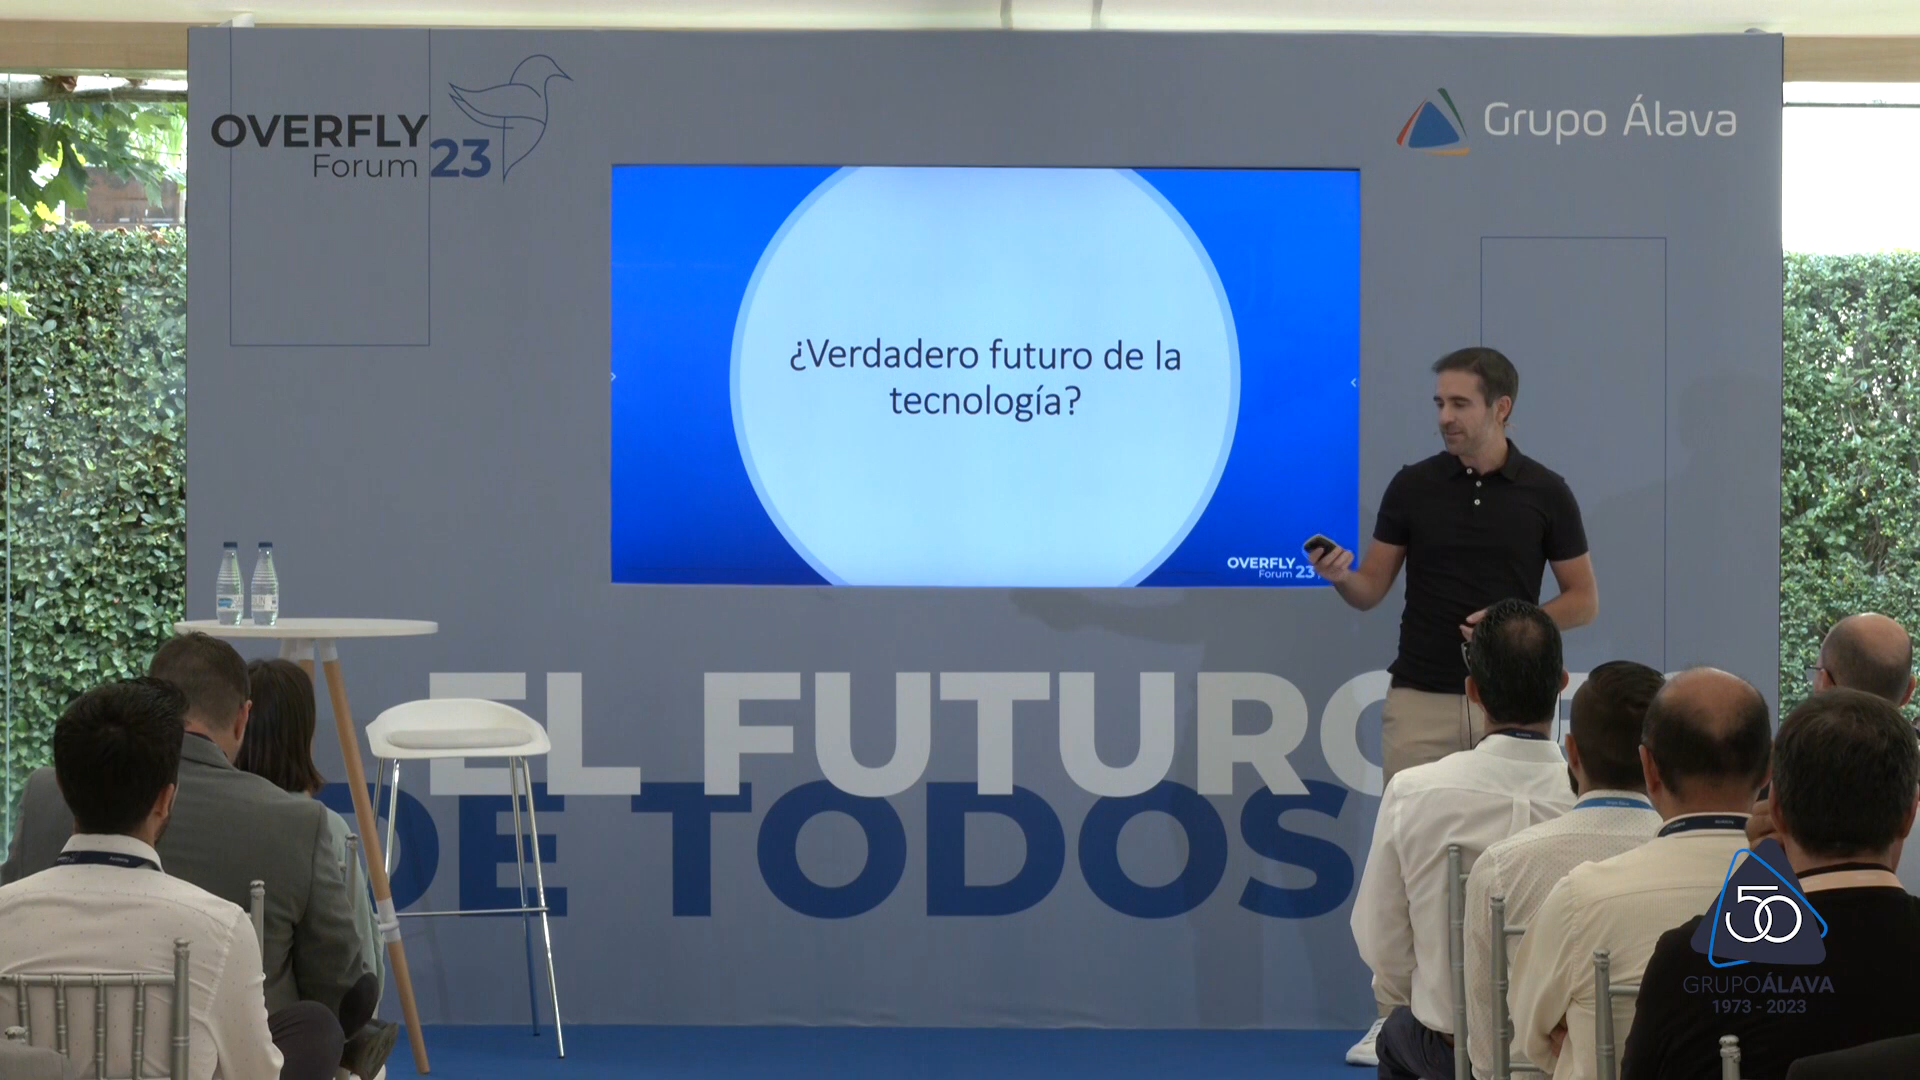 OVERFLY
Forum 23
Grupo Álava
¿Verdadero futuro de la
tecnología?
OVERFLY
Forum 23
EL FUTURO
DE TODOS
50
GRUPOÁLAVA
1973 - 2023